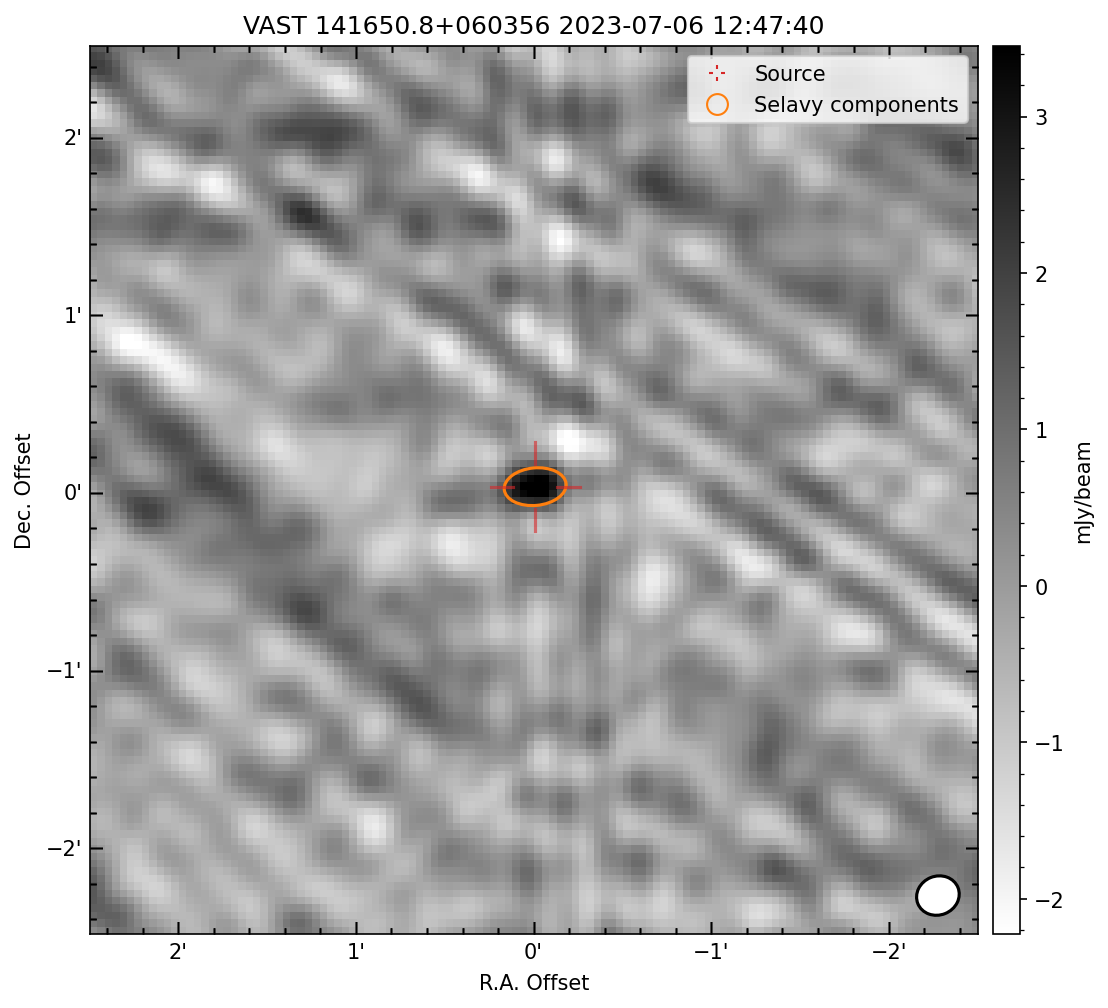 VAST 141650.8+060356 2023-07-06 12:47:40
Source
Selavy components
2'
1'
0'
−1'
−2'
Dec. Offset
2'
1'
0'
−1'
−2'
R.A. Offset
3
2
1
0
−1
−2
mJy/beam